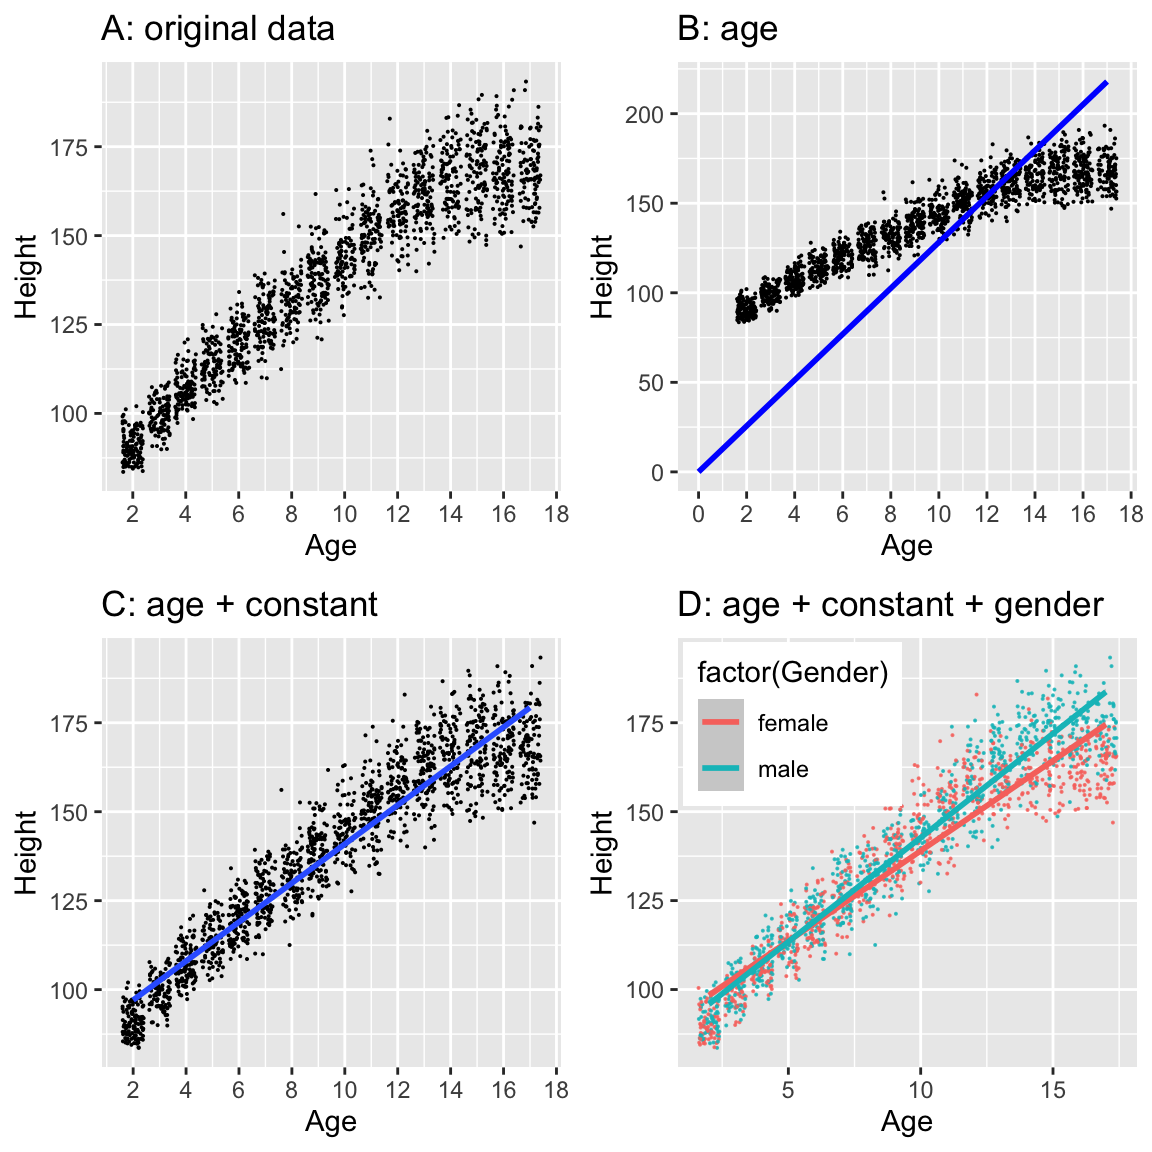 A: original data
175
150
125
100
Height
2 4 6 8 10 12 14 16 18
Age
B: age
200
150
100
50
0
Height
0 2 4 6 8 10 12 14 16 18
Age
C: age + constant
175
150
125
100
Height
2 4 6 8 10 12 14 16 18
Age
D: age + constant + gender
factor(Gender)
female
male
175
150
125
100
Height
5 10 15
Age